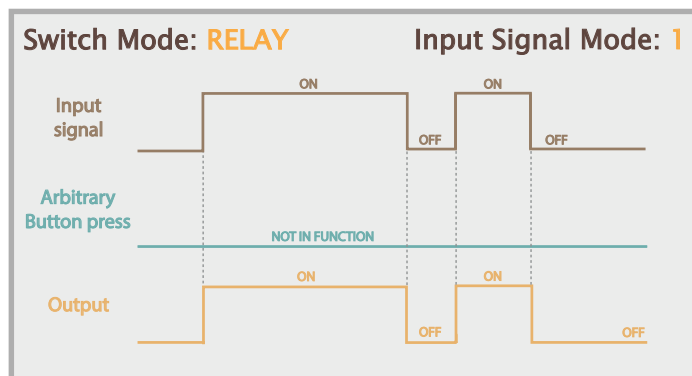 Switch Mode: RELAY
Input Signal Mode: 1
ON
ON
Input
signal
OFF
OFF
Arbitrary
Button press
NOT IN FUNCTION
ON
ON
Output
OFF
OFF